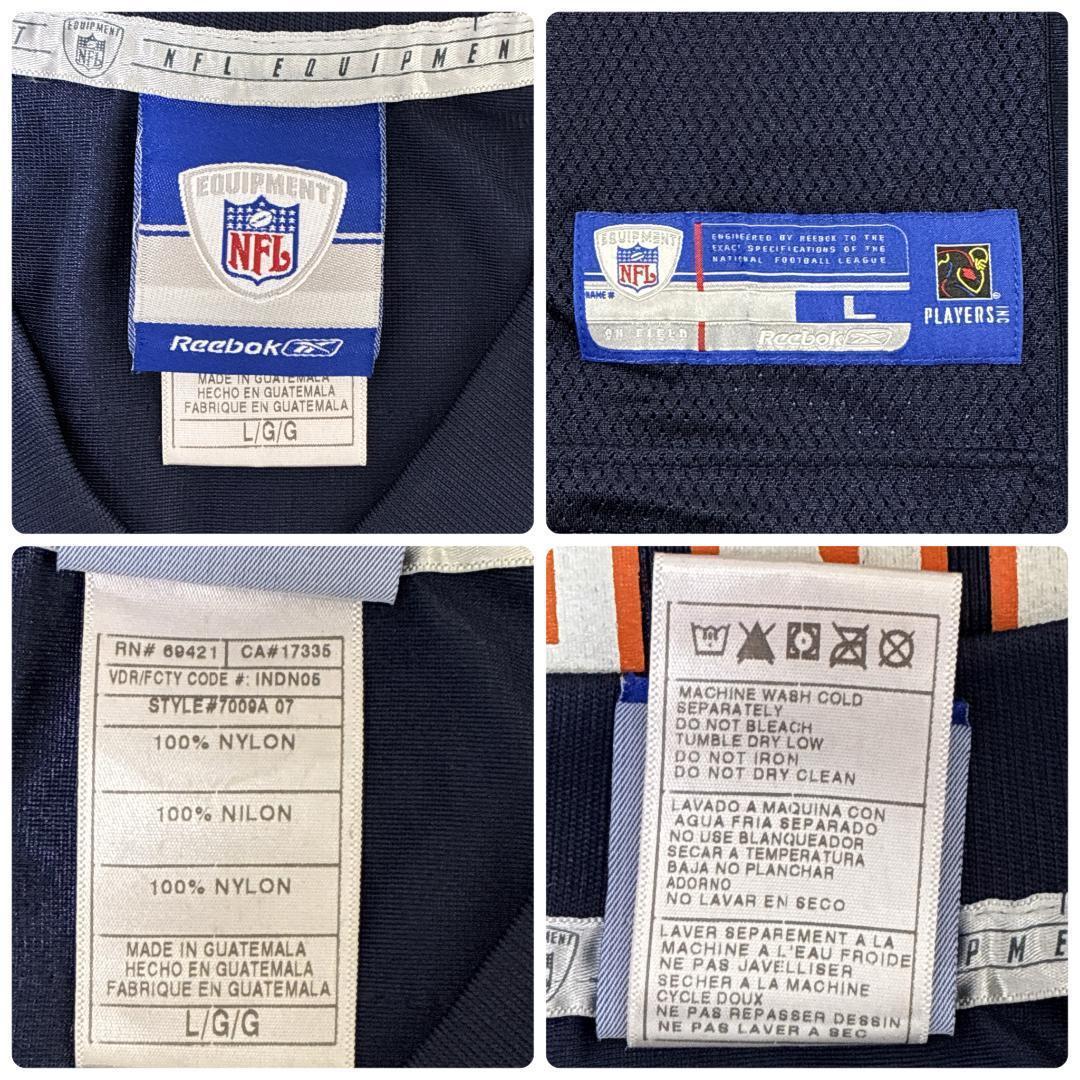 T
EQUIPMENT
NFL
NFL EQUIPMEN
EQUIPMENT
NFL
Reebok
MADE IN GUATEMALA
HECHO EN GUATEMALA
FABRIQUE EN GUATEMALA
L/G/G
EQUIPMENT
NFL
ENGINEERED BY REEBOK TO THE
EXACT SPECIFICATIONS OF THE
NATIONAL FOOTBALL LEAGUE
NAME #
L
ON FIELD
Reebok
PLAYERS INC
RN# 69421 CA#17335
VDR/FCTY CODE #: INDN05
STYLE#7009A 07
100% NYLON
100% NILON
100% NYLON
MADE IN GUATEMALA
HECHO EN GUATEMALA
FABRIQUE EN GUATEMALA
L/G/G
MACHINE WASH COLD
SEPARATELY
DO NOT BLEACH
TUMBLE DRY LOW
DO NOT IRON
DO NOT DRY CLEAN
LAVADO A MAQUINA CON
AGUA FRIA SEPARADO
NO USE BLANQUEADOR
SECAR A TEMPERATURA
BAJA NO PLANCHAR
ADORNO
NO LAVAR EN SECO
LAVER SEPAREMENT A LA
MACHINE A L'EAU FROIDE
NE PAS JAVELLISER
SECHER A LA MACHINE
CYCLE DOUX
NE PAS REPASSER DESSIN
NE PAS LAVER A SEC
MENT
P M E